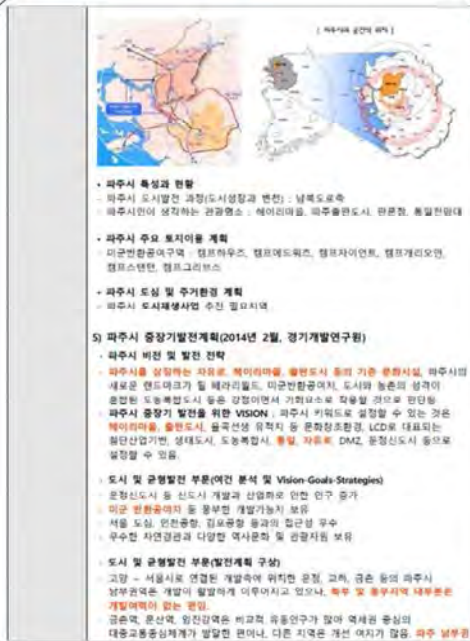 [ 파주시의 공간적 위치 ]
• 파주시 특성과 현황
- 파주시 도시발전 과정(도시성장과 변천) : 남북도로축
- 파주시민이 생각하는 관광명소 : 헤이리마을, 파주출판도시, 판문점, 통일전망대
• 파주시 주요 토지이용 계획
- 미군반환공여구역 : 캠프하우즈, 캠프에드워즈, 캠프자이언트, 캠프개리오언,
캠프스탠턴, 캠프그리브스
• 파주시 도심 및 주거환경 계획
- 파주시 도시재생사업 추진 필요지역
5) 파주시 중장기발전계획(2014년 2월, 경기개발연구원)
- 파주시 비전 및 발전 전략
- 파주시를 상징하는 자유로, 헤이리마을, 출판도시 등의 기존 문화시설, 파주시의
새로운 랜드마크가 될 페라리월드, 미군반환공여지, 도시와 농촌의 성격이
혼합된 도농복합도시 등은 강점이면서 기회요소로 작용할 것으로 판단됨
- 파주시 중장기 발전을 위한 VISION : 파주시 키워드로 설정할 수 있는 것은
헤이리마을, 출판도시, 율곡선생 유적지 등 문화창조환경, LCD로 대표되는
첨단산업기반, 생태도시, 도농복합시, 통일, 자유로, DMZ, 운정신도시 등으로
설정할 수 있음.
- 도시 및 균형발전 부문(여건 분석 및 Vision-Goals-Strategies)
- 운정신도시 등 신도시 개발과 산업화로 인한 인구 증가
- 미군 반환공여지 등 풍부한 개발가능지 보유
- 서울 도심, 인천공항, 김포공항 등과의 접근성 우수
- 우수한 자연경관과 다양한 역사문화 및 관광자원 보유
- 도시 및 균형발전 부문(발전계획 구상)
- 고양 – 서울시로 연결된 개발축에 위치한 운정, 교하, 금촌 등의 파주시
남부권역은 개발이 활발하게 이루어지고 있으나, 북부 및 동부지역 대부분은
개발여력이 없는 편임.
- 금촌역, 문산역, 임진강역은 비교적 유동인구가 많아 역세권 중심의
대중교통중심체계가 발달한 편이나, 다른 지역은 개선 여지가 많음. 파주 남부권